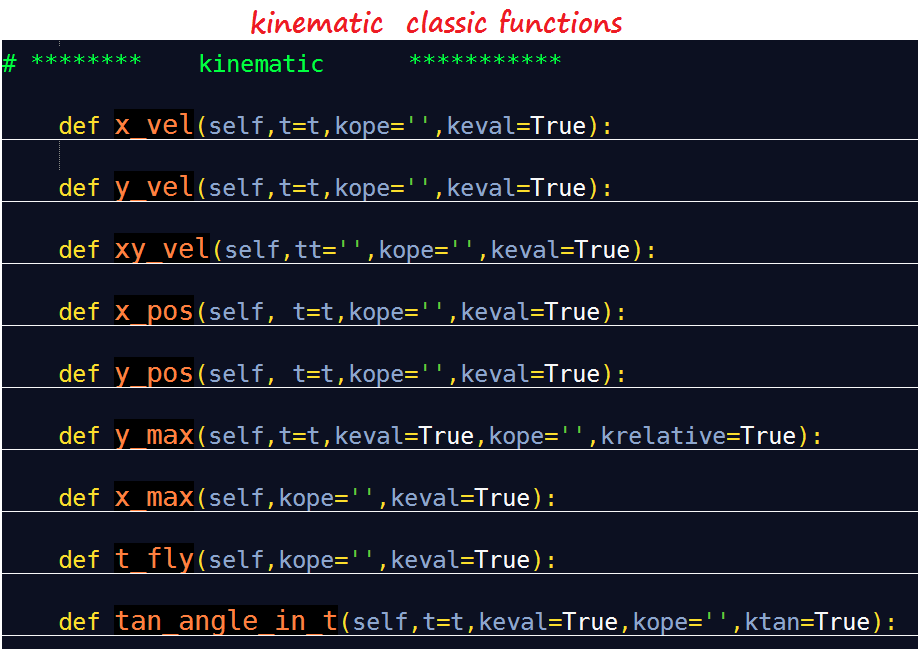 kinematic classic functions
# ******** kinematic ***********
def x_vel(self,t=t,kope='',keval=True):
def y_vel(self,t=t,kope='',keval=True):
def xy_vel(self,tt='',kope='',keval=True):
def x_pos(self, t=t,kope='',keval=True):
def y_pos(self, t=t,kope='',keval=True):
def y_max(self,t=t,keval=True,kope='',krelative=True):
def x_max(self,kope='',keval=True):
def t_fly(self,kope='',keval=True):
def tan_angle_in_t(self,t=t,keval=True,kope='',ktan=True):